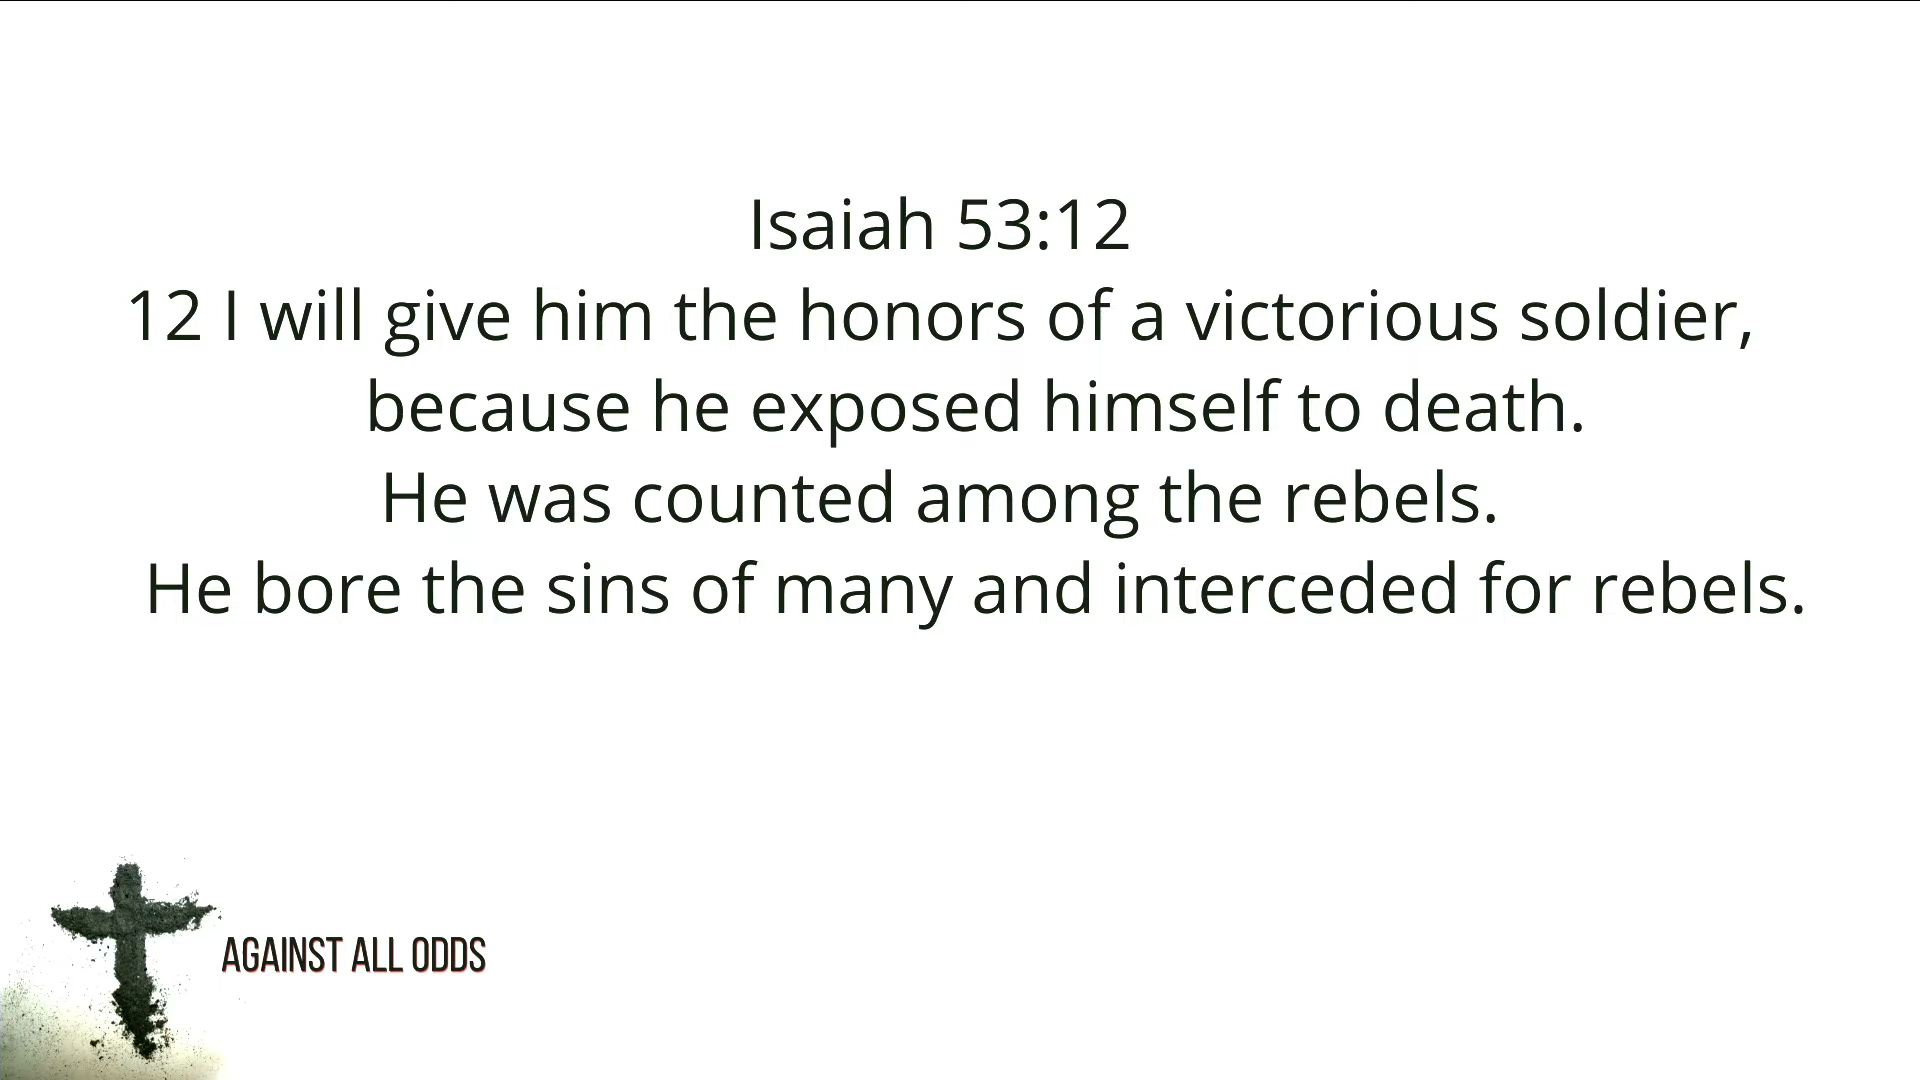 Isaiah 53:12
12 I will give him the honors of a victorious soldier,
because he exposed himself to death.
He was counted among the rebels.
He bore the sins of many and interceded for rebels.
AGAINST ALL ODDS